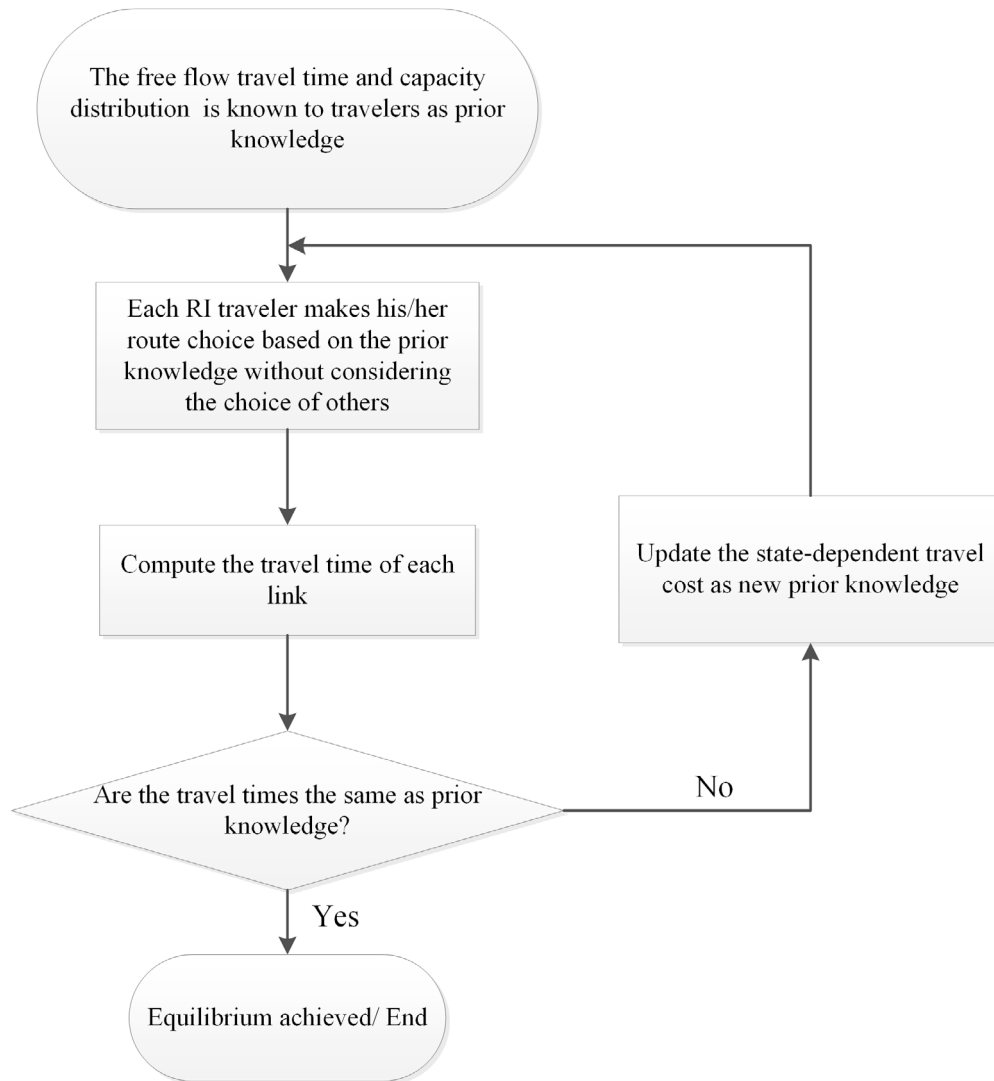 The free flow travel time and capacity
distribution is known to travelers as prior
knowledge
Each RI traveler makes his/her
route choice based on the prior
knowledge without considering
the choice of others
Compute the travel time of each
link
Update the state-dependent travel
cost as new prior knowledge
Are the travel times the same as prior
knowledge?
No
Yes
Equilibrium achieved/ End